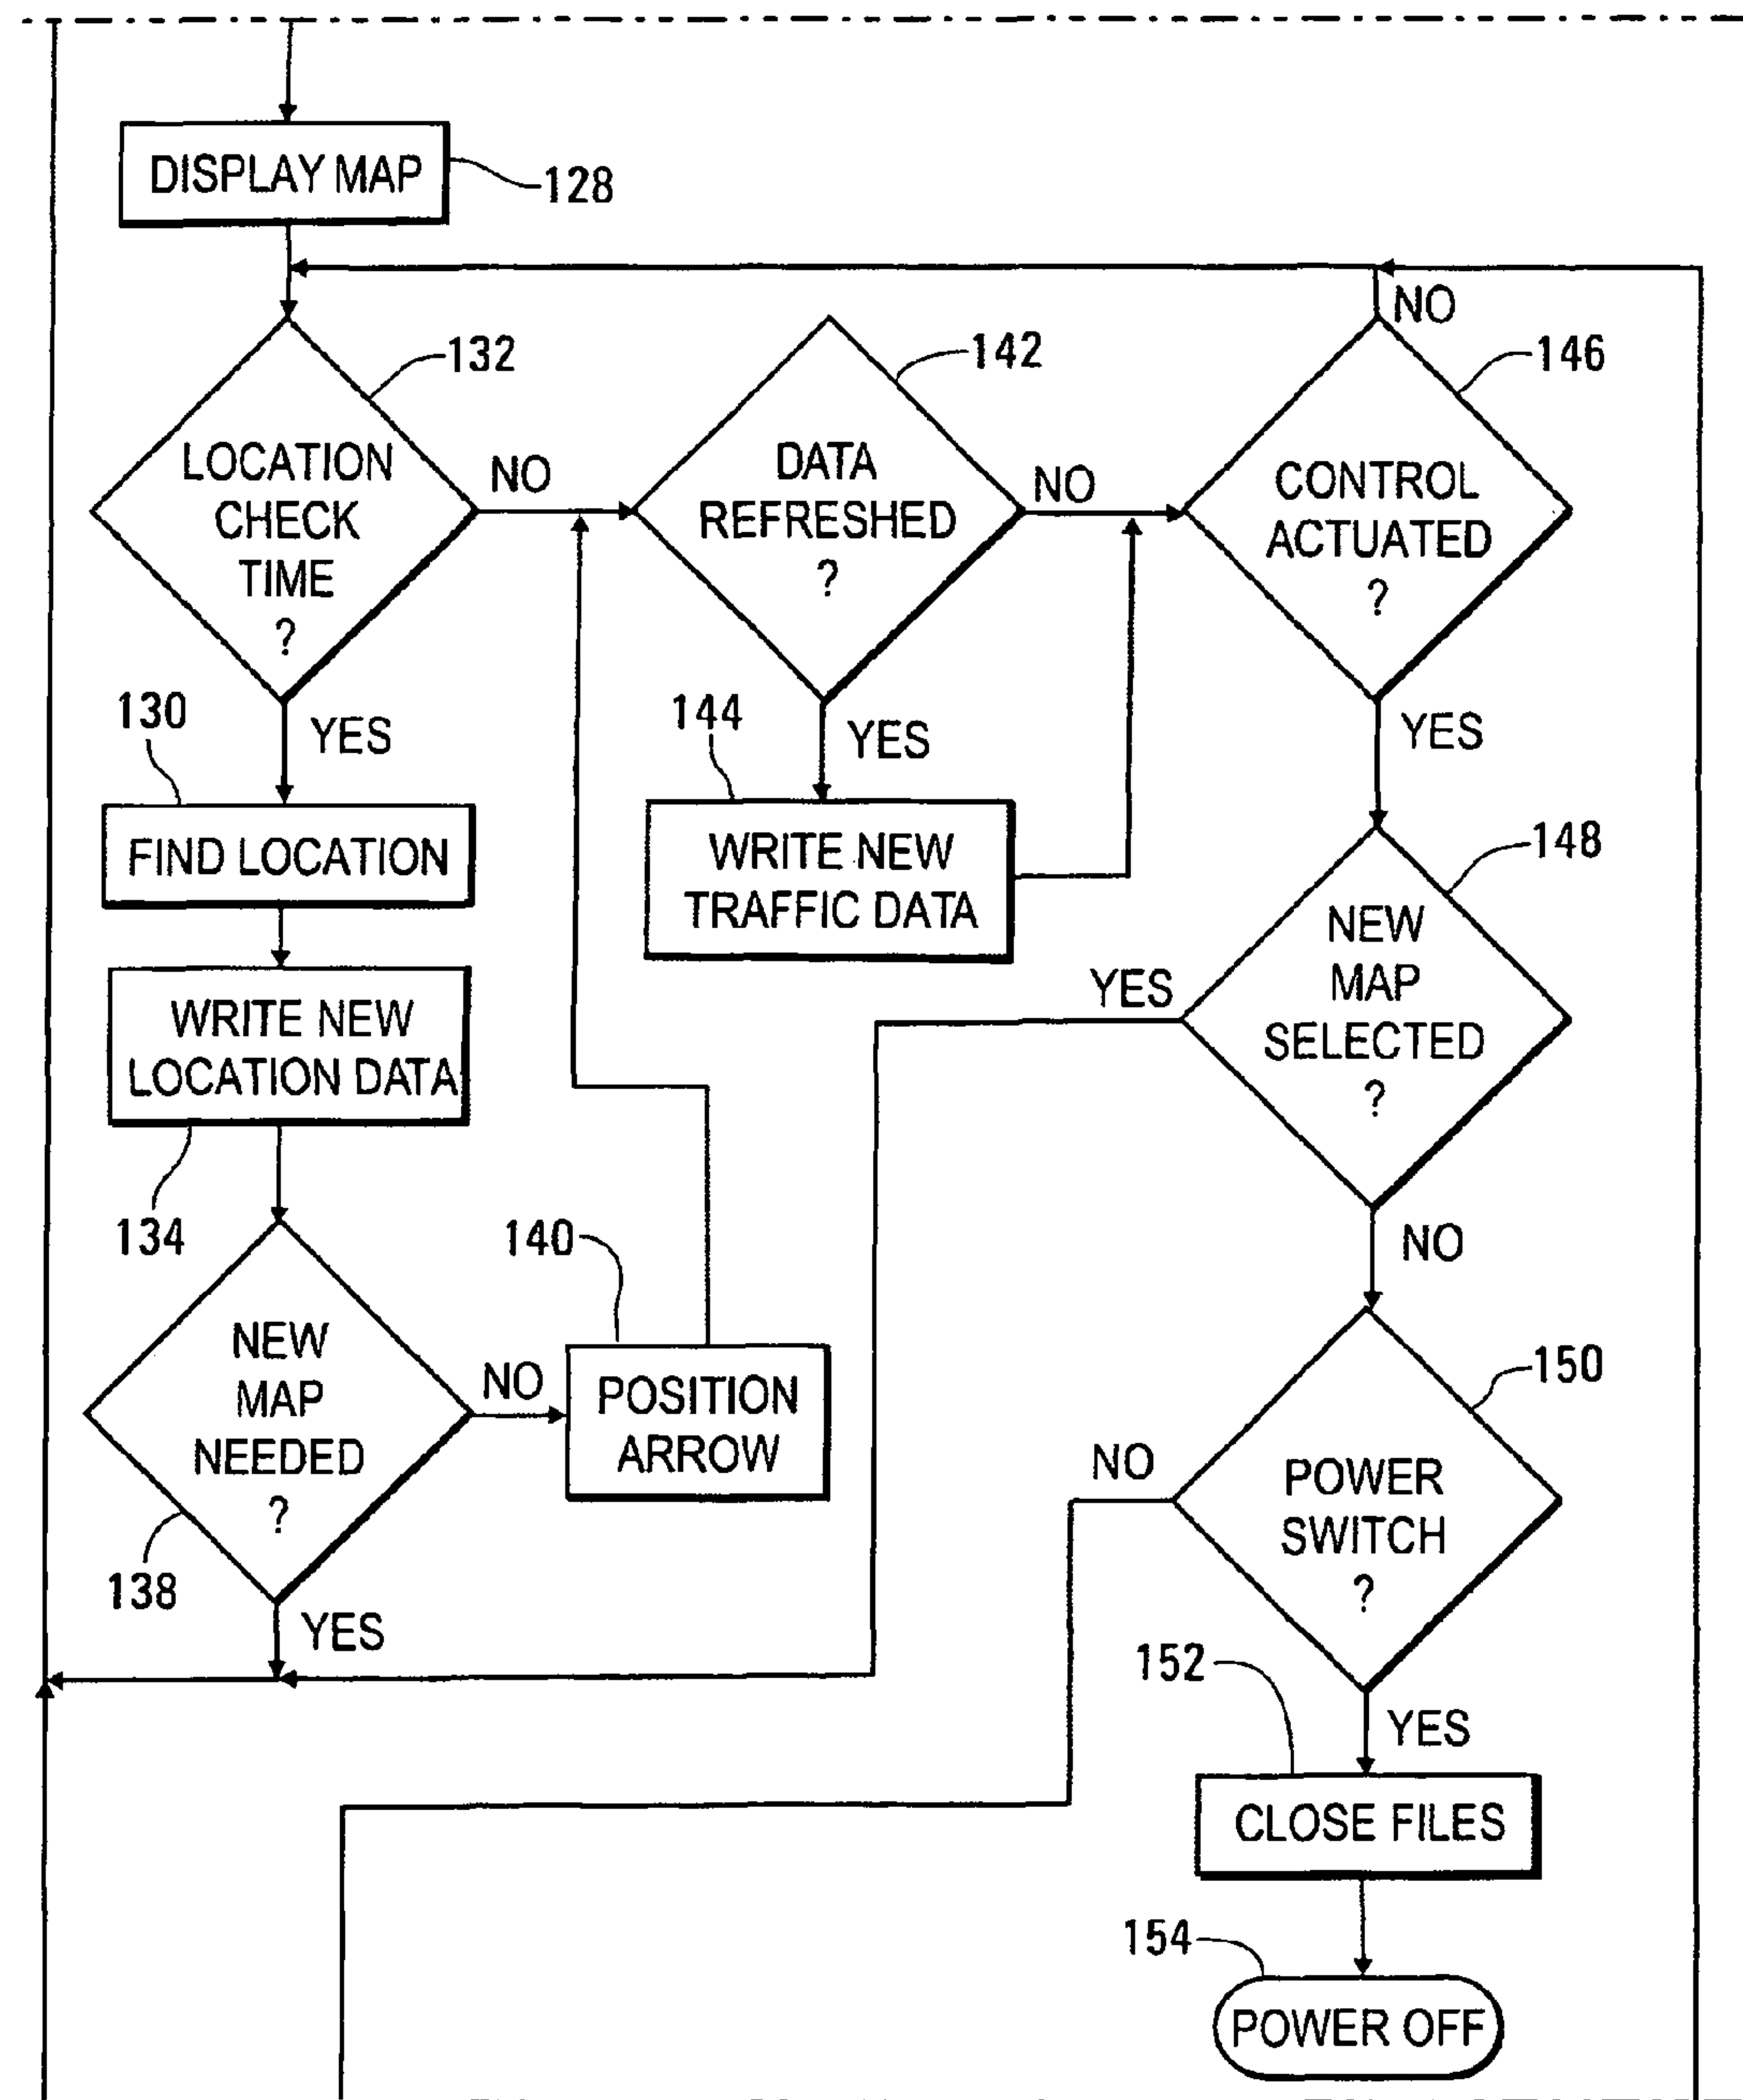 DISPLAY MAP
128
NO
132
142
146
LOCATION
CHECK
TIME
?
NO
DATA
REFRESHED
?
NO
CONTROL
ACTUATED
?
130
YES
144
YES
YES
FIND LOCATION
WRITE NEW
TRAFFIC DATA
148
NEW
MAP
SELECTED
?
YES
WRITE NEW
LOCATION DATA
134
140
NO
NEW
MAP
NEEDED
?
NO
POSITION
ARROW
150
NO
POWER
SWITCH
?
138
YES
152
YES
CLOSE FILES
154
POWER OFF